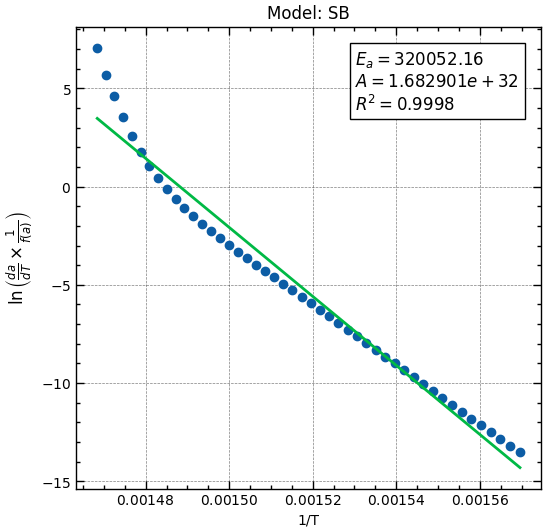 Model: SB
E_a = 320052.16
A = 1.682901e + 32
R^2 = 0.9998
ln(da/dT × 1/f(a))
5
0
−5
−10
−15
0.00148 0.00150 0.00152 0.00154 0.00156
1/T